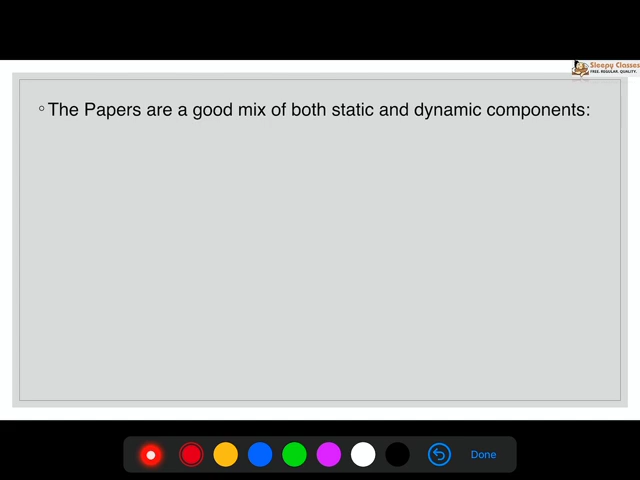 Sleepy Classes
FREE. REGULAR. QUALITY.
◦ The Papers are a good mix of both static and dynamic components:
Done